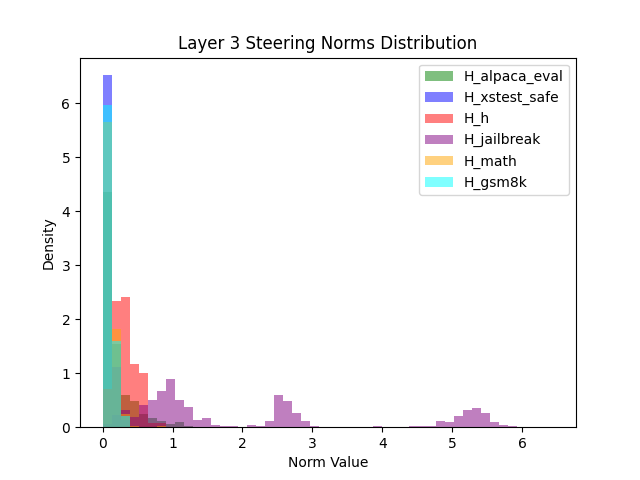 Layer 3 Steering Norms Distribution
H_alpaca_eval
H_xstest_safe
H_h
H_jailbreak
H_math
H_gsm8k
Density
6
5
4
3
2
1
0
0 1 2 3 4 5 6
Norm Value